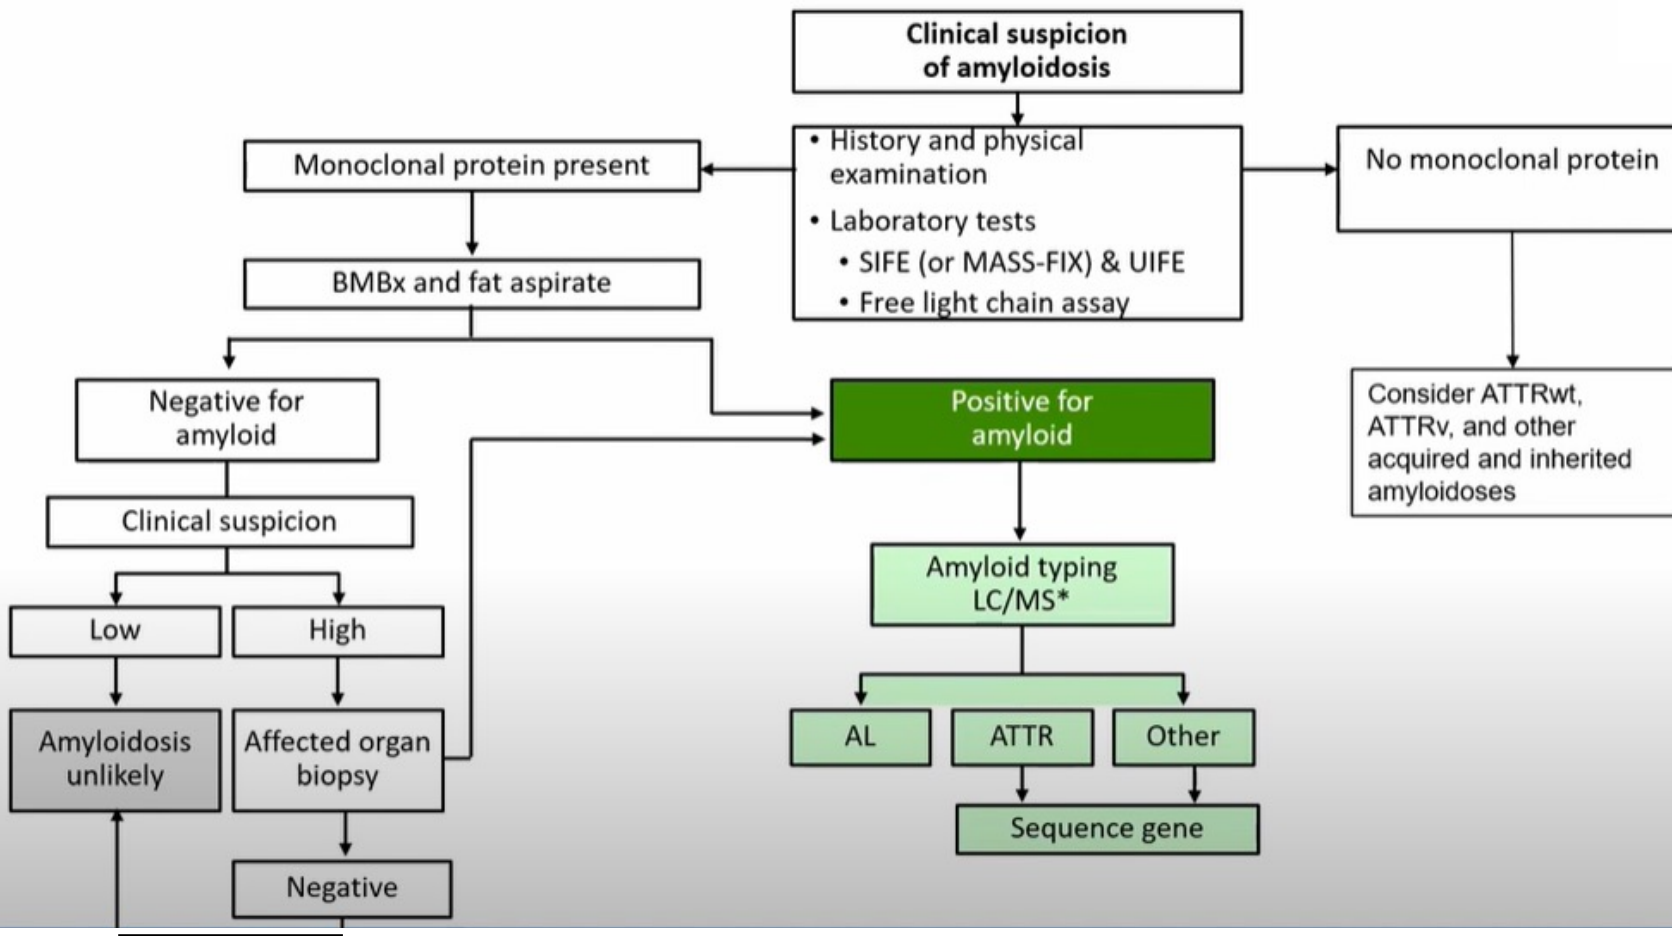 Clinical suspicion
of amyloidosis
• History and physical
examination
• Laboratory tests
• SIFE (or MASS-FIX) & UIFE
• Free light chain assay
Monoclonal protein present
No monoclonal protein
BMBx and fat aspirate
Negative for
amyloid
Positive for
amyloid
Consider ATTRwt,
ATTRv, and other
acquired and inherited
amyloidoses
Clinical suspicion
Amyloid typing
LC/MS*
Low
High
Amyloidosis
unlikely
Affected organ
biopsy
AL
ATTR
Other
Sequence gene
Negative